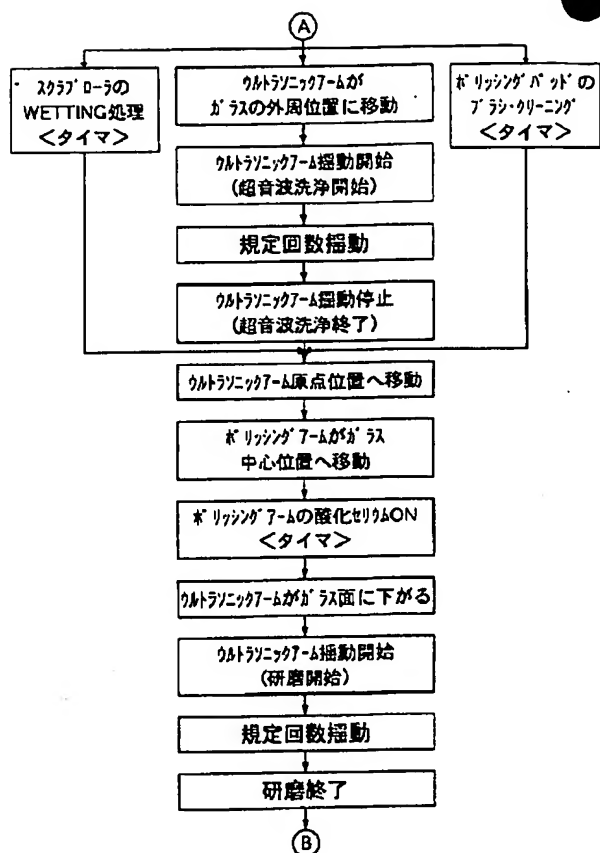 A
スクラブローラの
WETTING処理
<タイマ>
ウルトラソニックアームが
ガラスの外周位置に移動
ポリッシングパッドの
ブラシ・クリーニング
<タイマ>
ウルトラソニックアーム揺動開始
(超音波洗浄開始)
規定回数揺動
ウルトラソニックアーム揺動停止
(超音波洗浄終了)
ウルトラソニックアーム原点位置へ移動
ポリッシングアームがガラス
中心位置へ移動
ポリッシングアームの酸化セリウムON
<タイマ>
ウルトラソニックアームがガラス面に下がる
ウルトラソニックアーム揺動開始
(研磨開始)
規定回数揺動
研磨終了
B